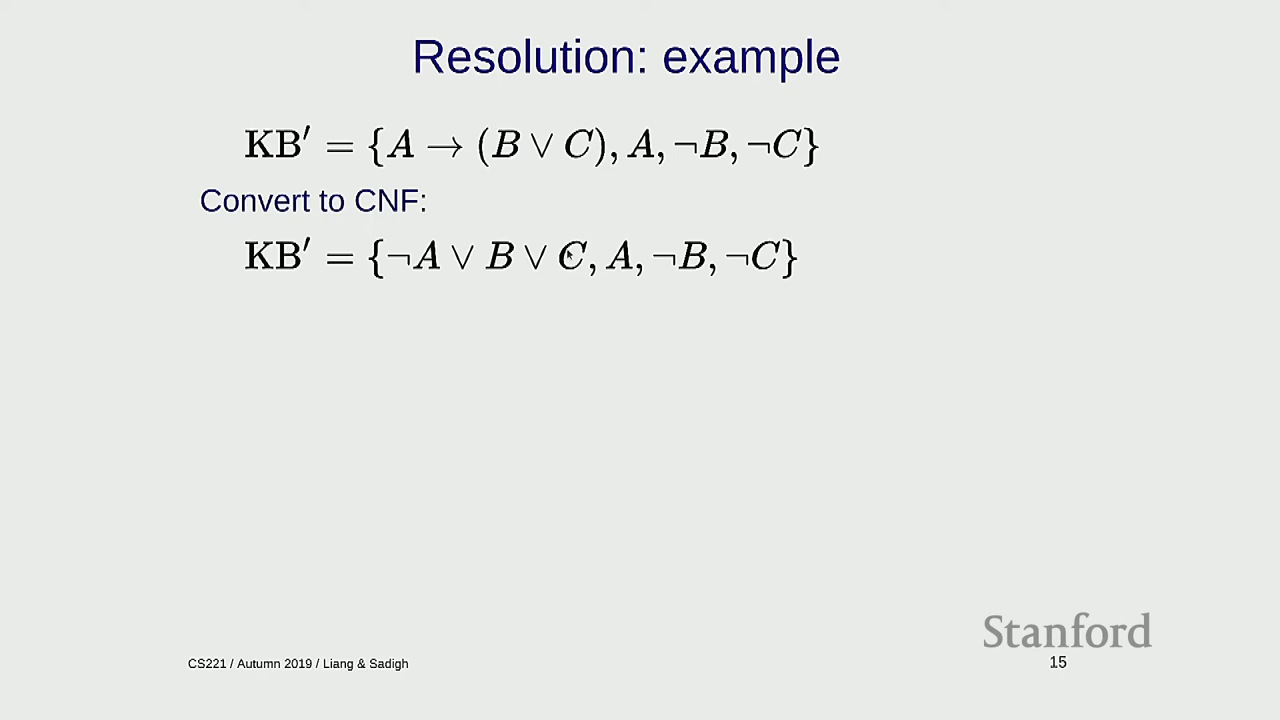 Resolution: example
KB′ = {A → (B ∨ C), A, ¬B, ¬C}
Convert to CNF:
KB′ = {¬A ∨ B ∨ C, A, ¬B, ¬C}
Stanford
CS221 / Autumn 2019 / Liang & Sadigh
15